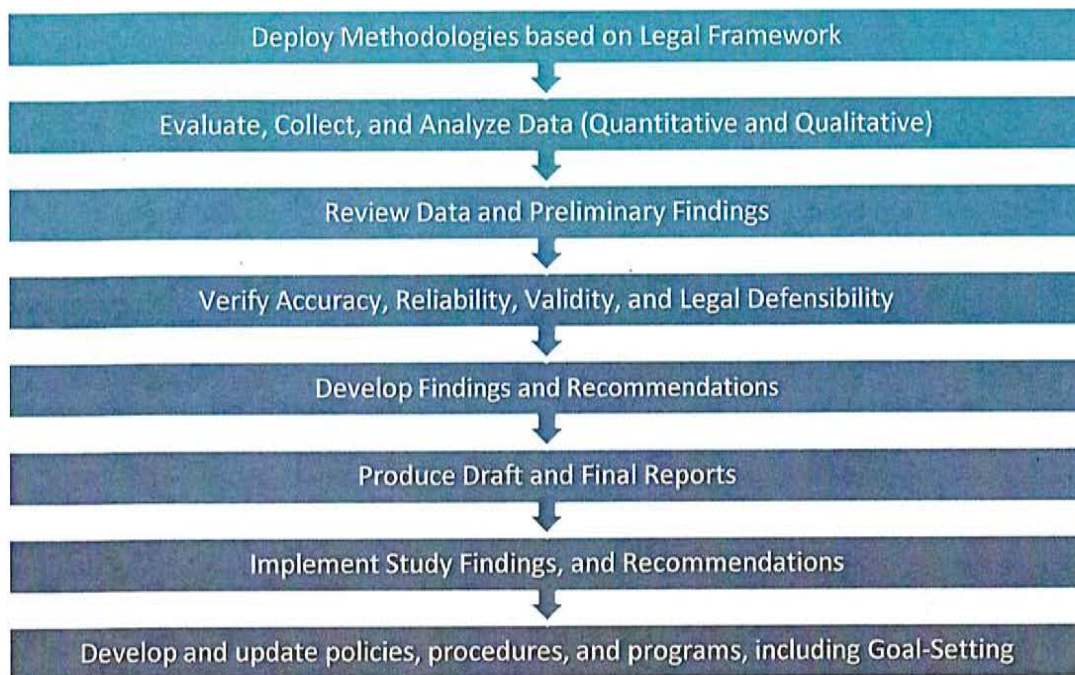 Deploy Methodologies based on Legal Framework
Evaluate, Collect, and Analyze Data (Quantitative and Qualitative)
Review Data and Preliminary Findings
Verify Accuracy, Reliability, Validity, and Legal Defensibility
Develop Findings and Recommendations
Produce Draft and Final Reports
Implement Study Findings, and Recommendations
Develop and update policies, procedures, and programs, including Goal-Setting